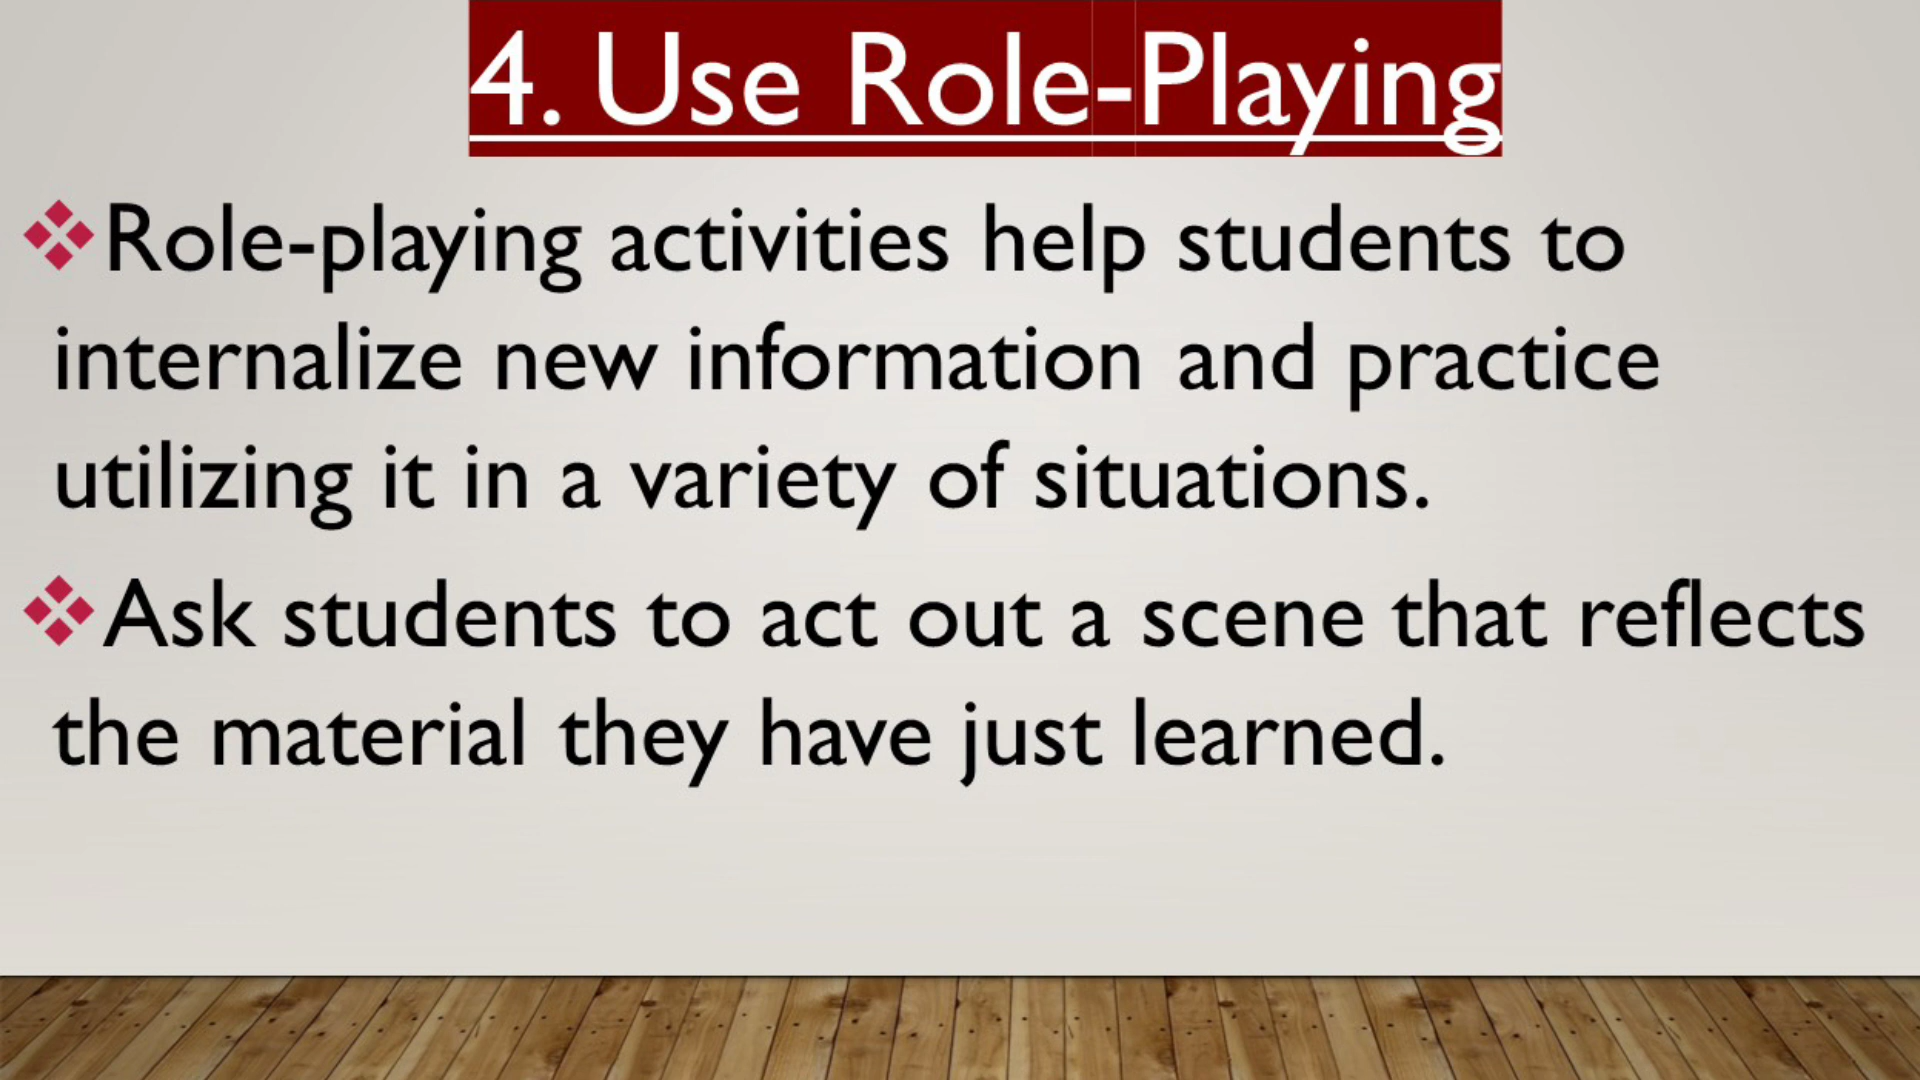 4. Use Role-Playing
❖Role-playing activities help students to
internalize new information and practice
utilizing it in a variety of situations.
❖Ask students to act out a scene that reflects
the material they have just learned.